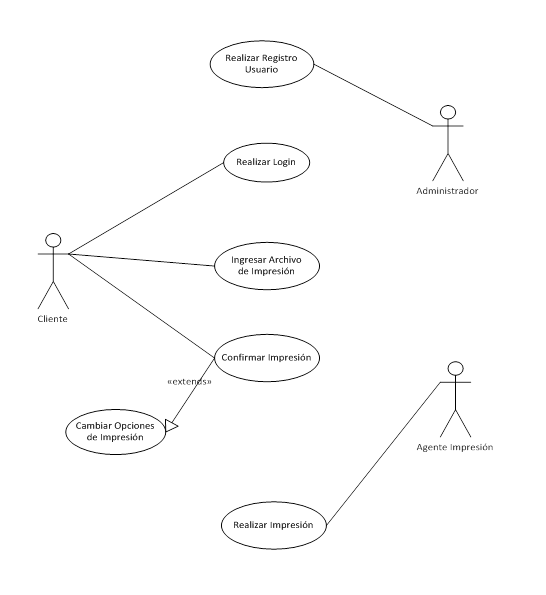 Realizar Registro
Usuario
Realizar Login
Administrador
Ingresar Archivo
de Impresión
Cliente
Confirmar Impresión
«extends»
Cambiar Opciones
de Impresión
Agente Impresión
Realizar Impresión